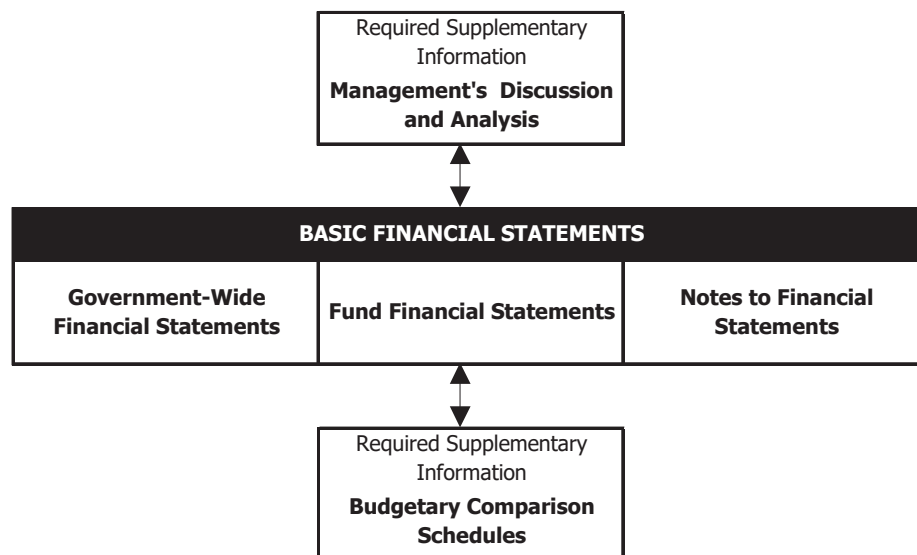 Required Supplementary
Information
Management's Discussion
and Analysis
BASIC FINANCIAL STATEMENTS
Government-Wide
Financial Statements
Fund Financial Statements
Notes to Financial
Statements
Required Supplementary
Information
Budgetary Comparison
Schedules